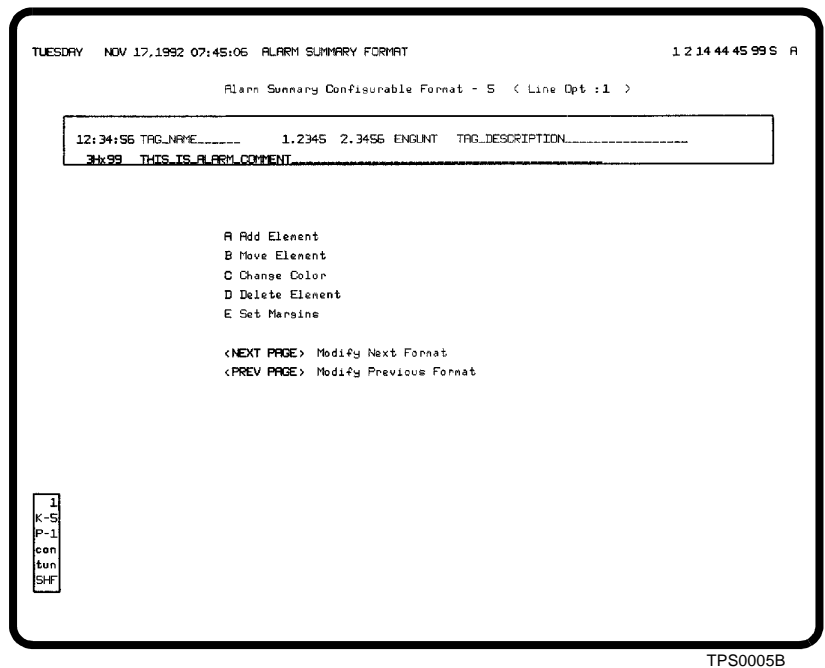 TUESDAY NOV 17,1992 07:45:06 ALARM SUMMARY FORMAT 1 2 14 44 45 99 S A
Alarm Summary Configurable Format - 5 < Line Opt :1 >
12:34:56 TAG_NAME______ 1.2345 2.3456 ENGUNT TAG_DESCRIPTION__________________
3Hx99 THIS_IS_ALARM_COMMENT_____________________________________________
A Add Element
B Move Element
C Change Color
D Delete Element
E Set Margins
<NEXT PAGE> Modify Next Format
<PREV PAGE> Modify Previous Format
1
K-5
P-1
con
tun
SHF
TPS0005B